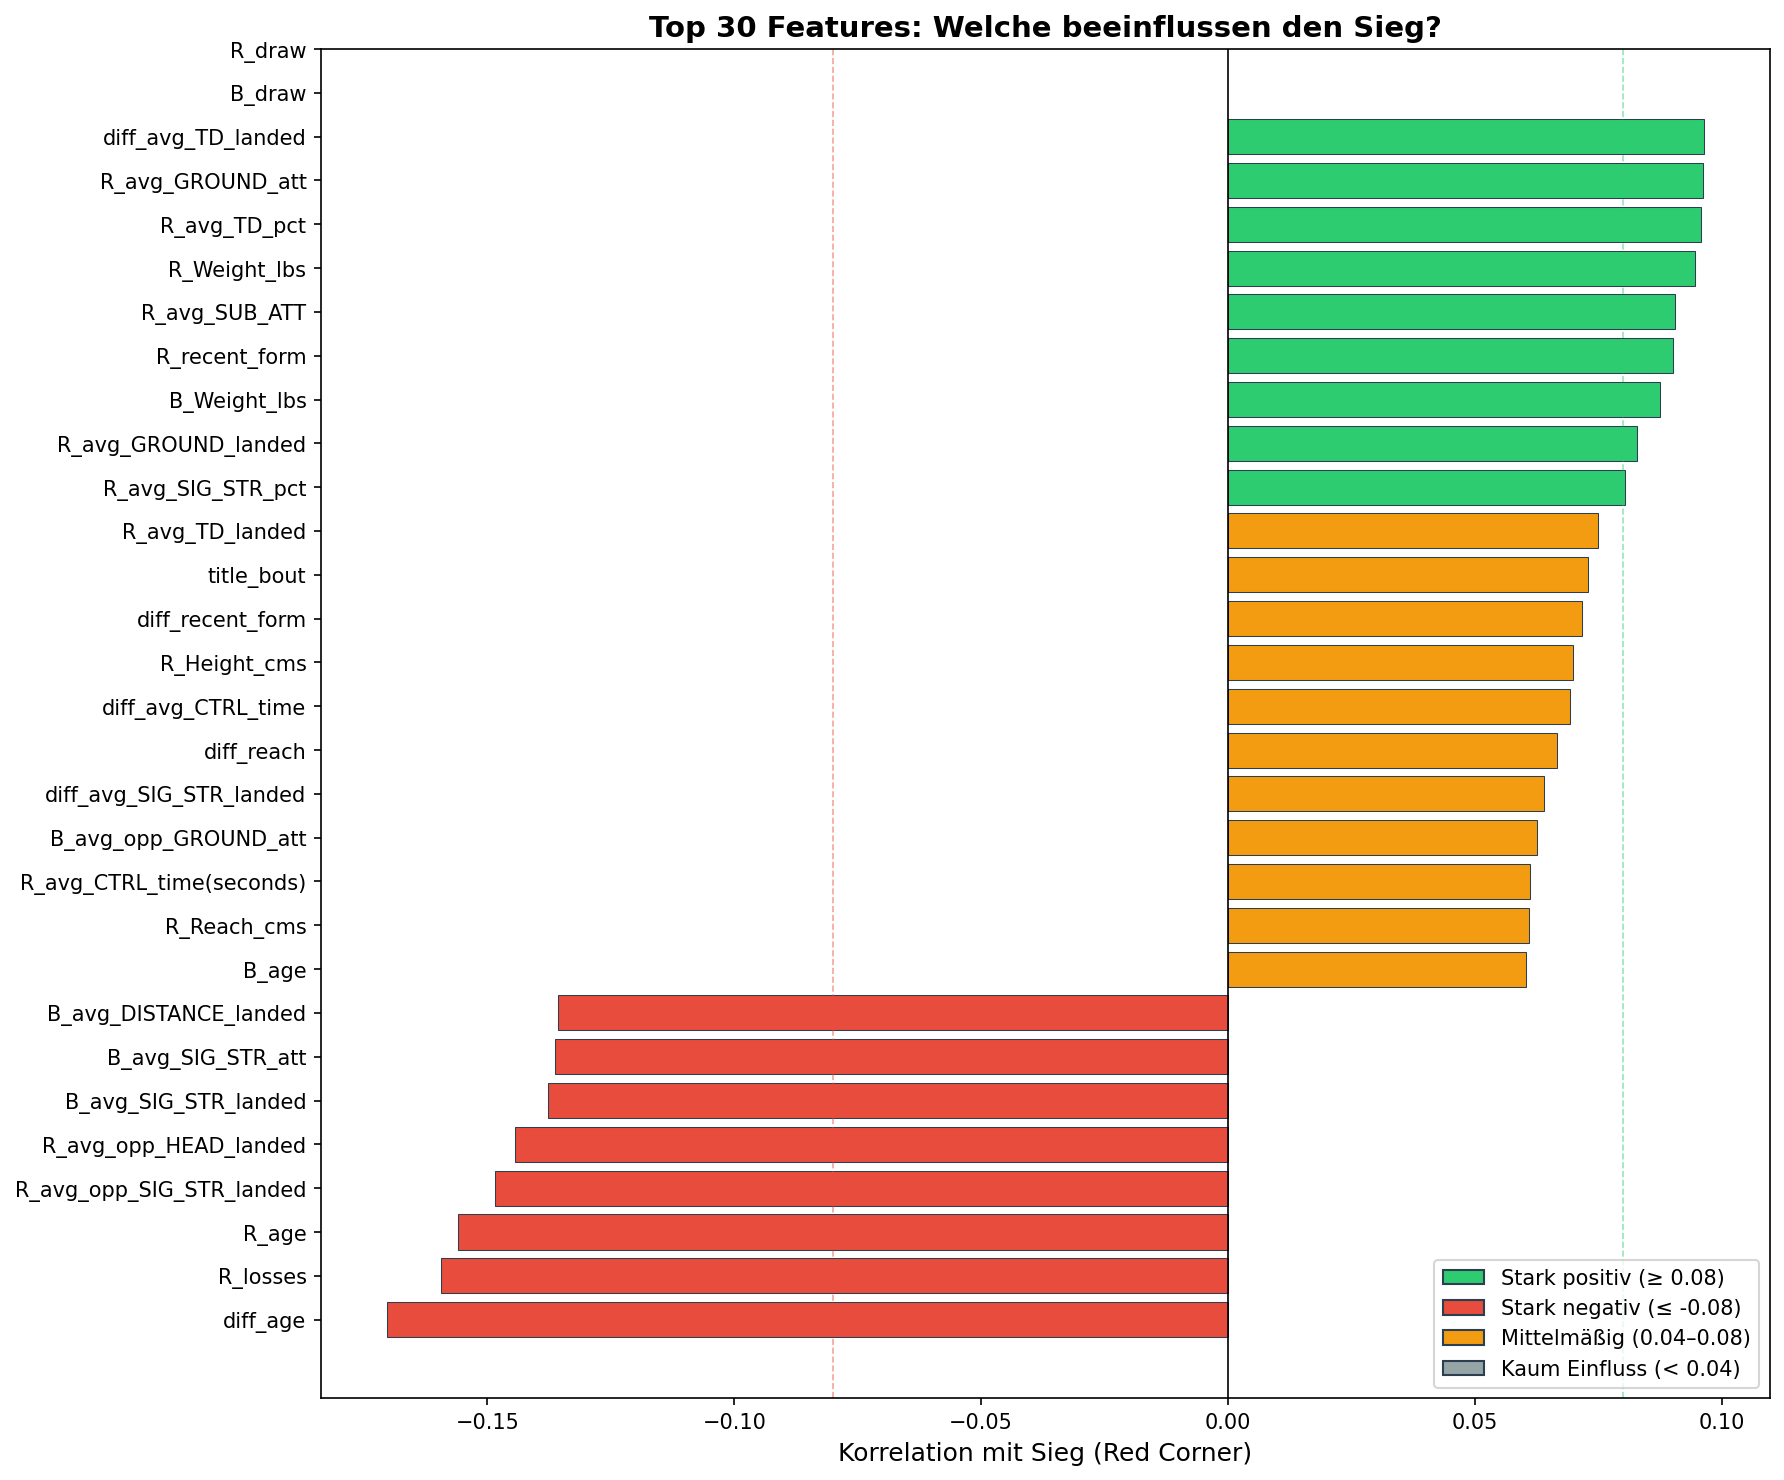 Top 30 Features: Welche beeinflussen den Sieg?
R_draw
B_draw
diff_avg_TD_landed
R_avg_GROUND_att
R_avg_TD_pct
R_Weight_lbs
R_avg_SUB_ATT
R_recent_form
B_Weight_lbs
R_avg_GROUND_landed
R_avg_SIG_STR_pct
R_avg_TD_landed
title_bout
diff_recent_form
R_Height_cms
diff_avg_CTRL_time
diff_reach
diff_avg_SIG_STR_landed
B_avg_opp_GROUND_att
R_avg_CTRL_time(seconds)
R_Reach_cms
B_age
B_avg_DISTANCE_landed
B_avg_SIG_STR_att
B_avg_SIG_STR_landed
R_avg_opp_HEAD_landed
R_avg_opp_SIG_STR_landed
R_age
R_losses
diff_age
Stark positiv (≥ 0.08)
Stark negativ (≤ -0.08)
Mittelmäßig (0.04–0.08)
Kaum Einfluss (< 0.04)
−0.15 −0.10 −0.05 0.00 0.05 0.10
Korrelation mit Sieg (Red Corner)